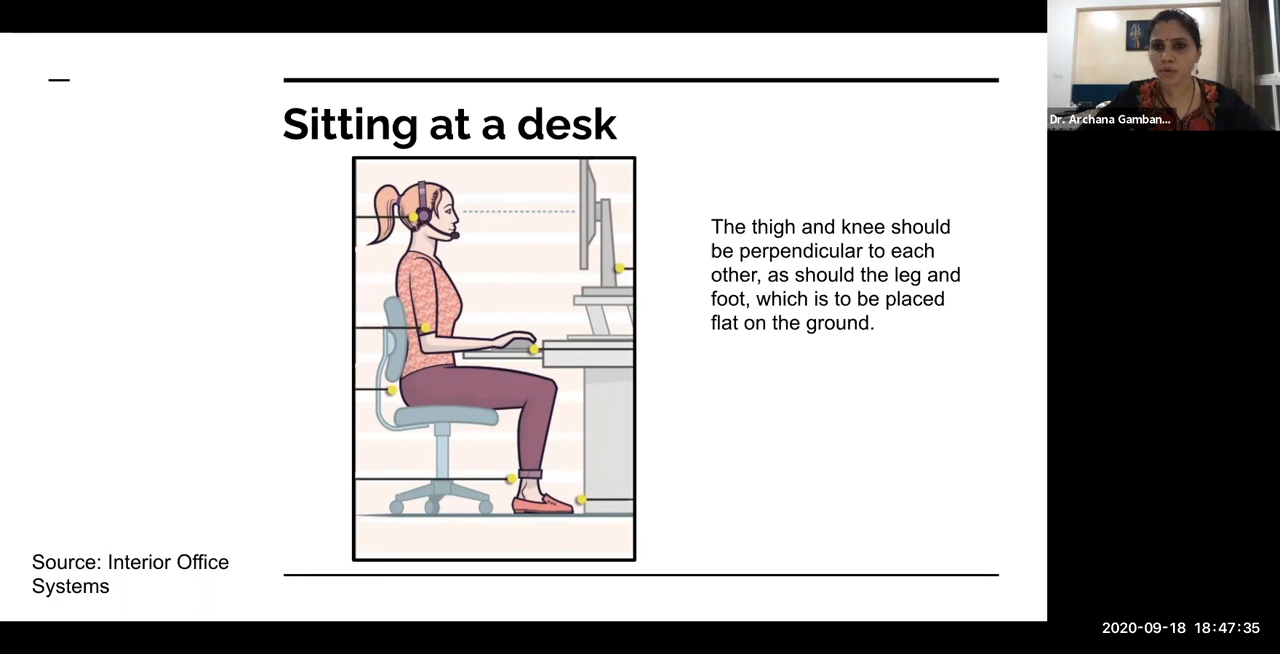 Sitting at a desk
The thigh and knee should
be perpendicular to each
other, as should the leg and
foot, which is to be placed
flat on the ground.
Source: Interior Office
Systems
Dr. Archana Gamban...
2020-09-18 18:47:35